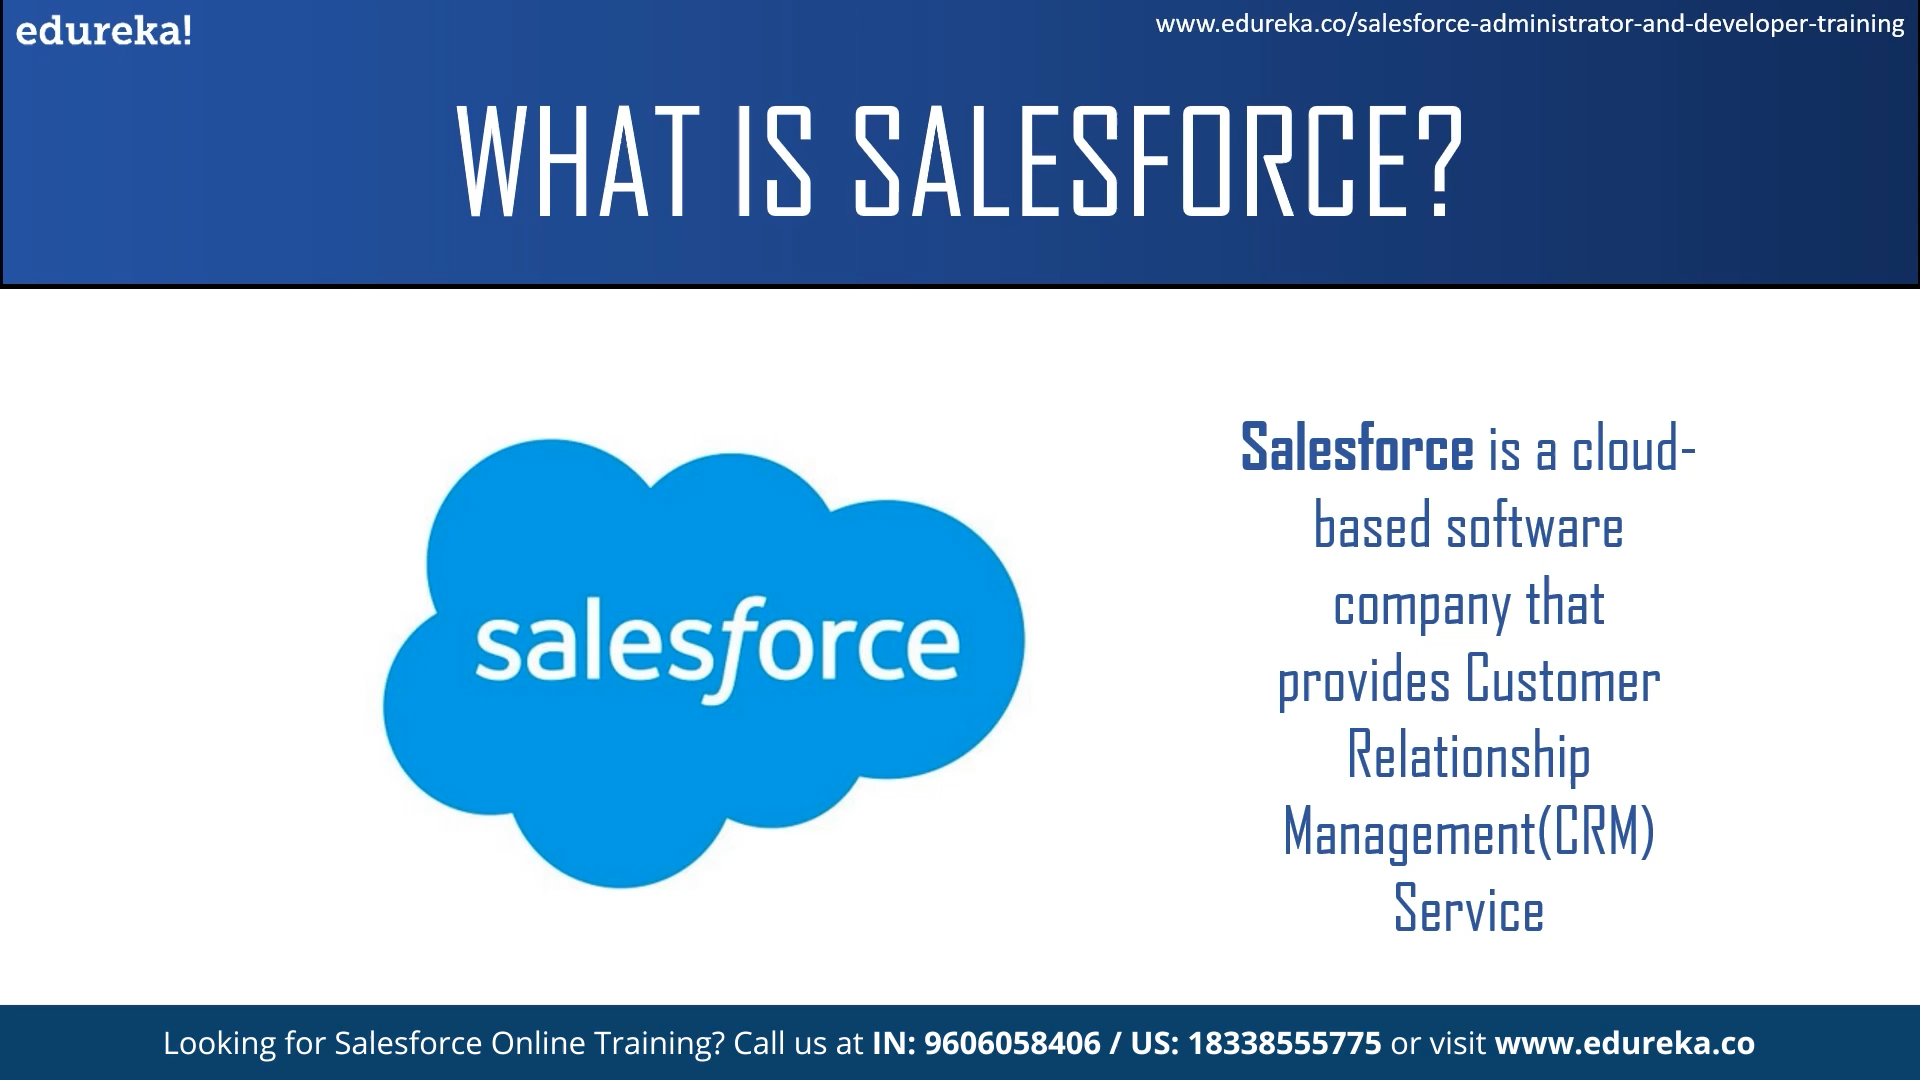 edureka!
www.edureka.co/salesforce-administrator-and-developer-training
WHAT IS SALESFORCE?
salesforce
Salesforce is a cloud-
based software
company that
provides Customer
Relationship
Management(CRM)
Service
Looking for Salesforce Online Training? Call us at IN: 9606058406 / US: 18338555775 or visit www.edureka.co